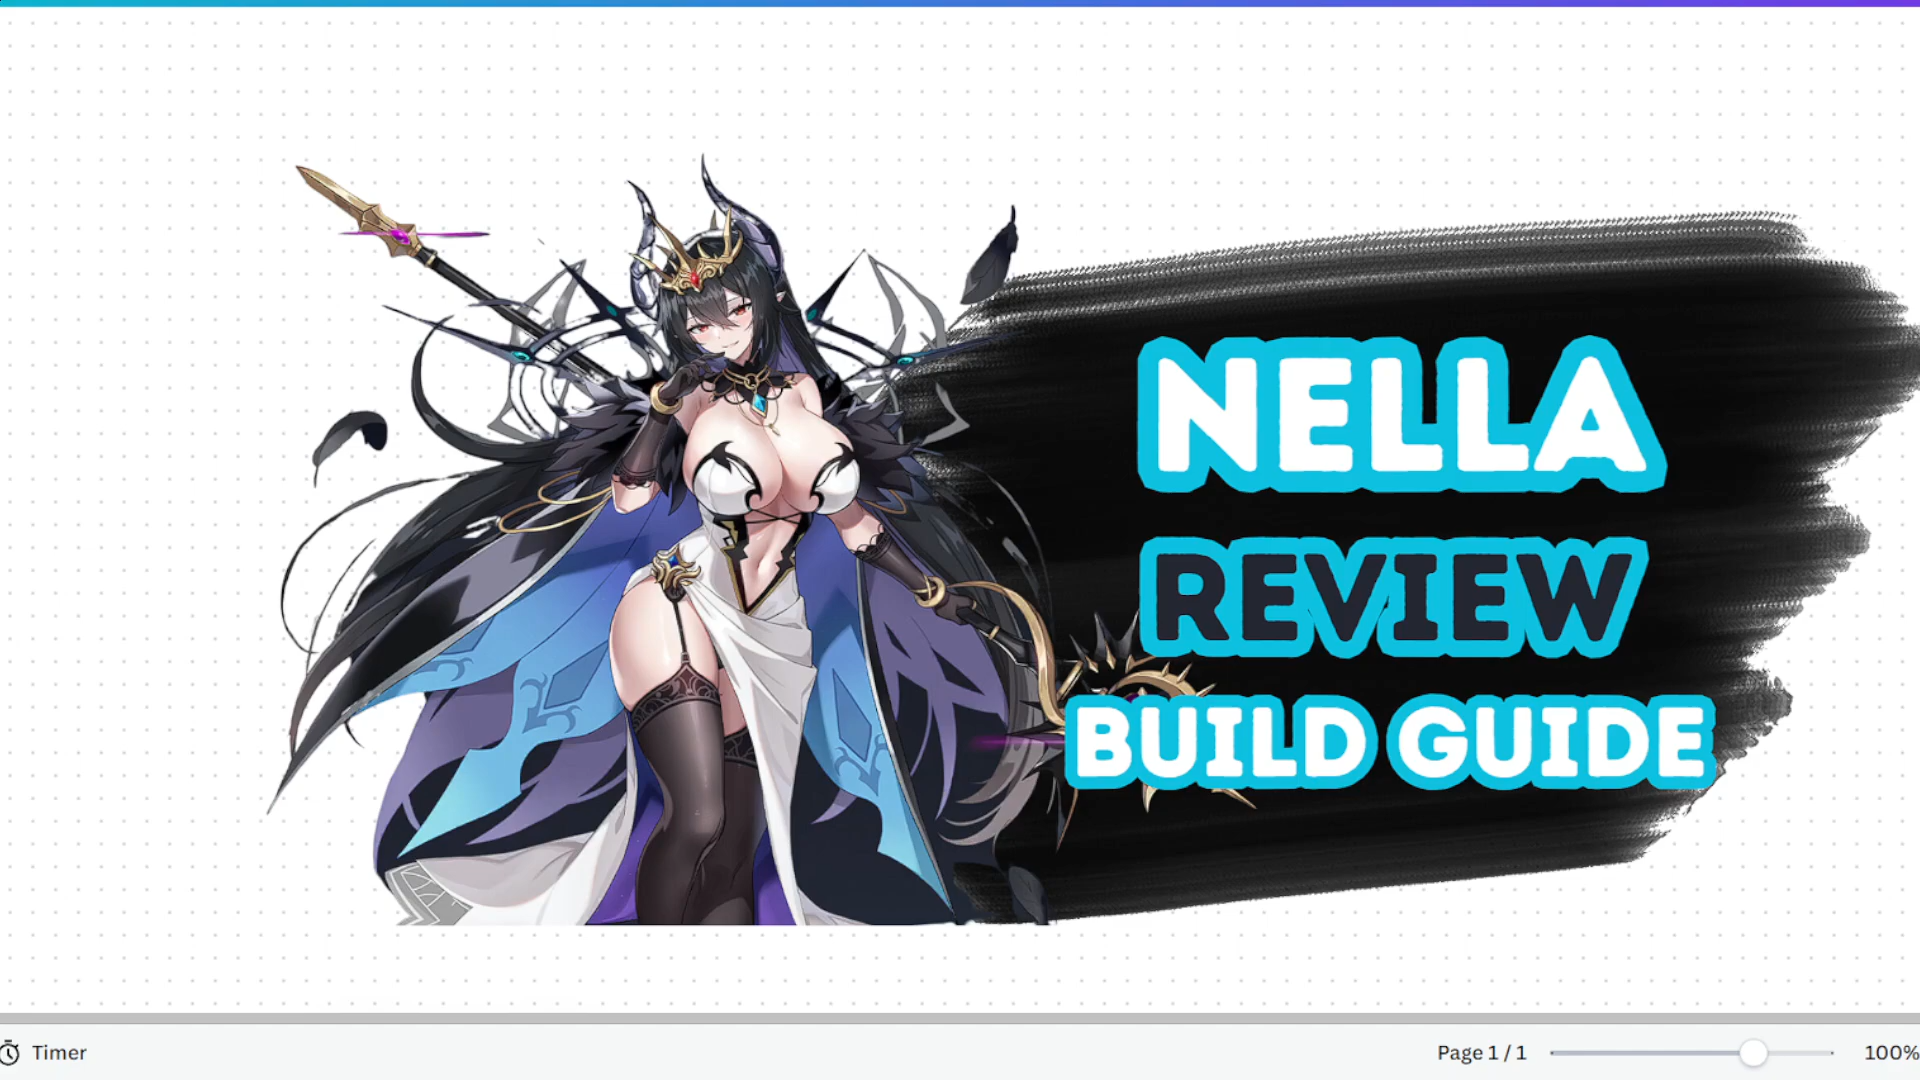 NELLA
REVIEW
BUILD GUIDE
Timer
Page 1 / 1
100%